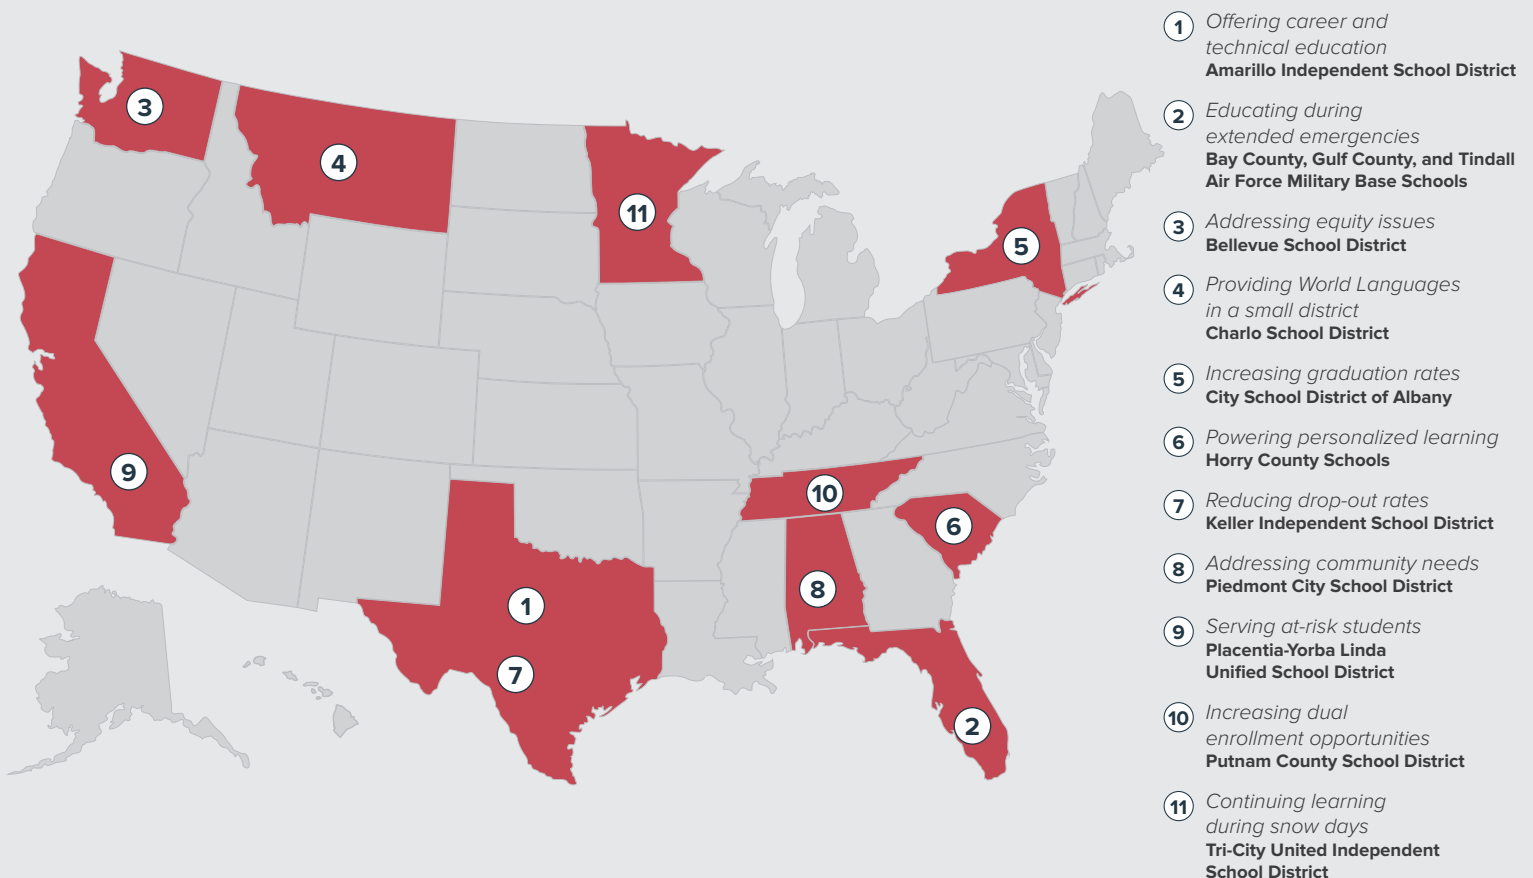 3
4
11
5
9
10
6
8
1
7
2
1 Offering career and
technical education
Amarillo Independent School District
2 Educating during
extended emergencies
Bay County, Gulf County, and Tindall
Air Force Military Base Schools
3 Addressing equity issues
Bellevue School District
4 Providing World Languages
in a small district
Charlo School District
5 Increasing graduation rates
City School District of Albany
6 Powering personalized learning
Horry County Schools
7 Reducing drop-out rates
Keller Independent School District
8 Addressing community needs
Piedmont City School District
9 Serving at-risk students
Placentia-Yorba Linda
Unified School District
10 Increasing dual
enrollment opportunities
Putnam County School District
11 Continuing learning
during snow days
Tri-City United Independent
School District